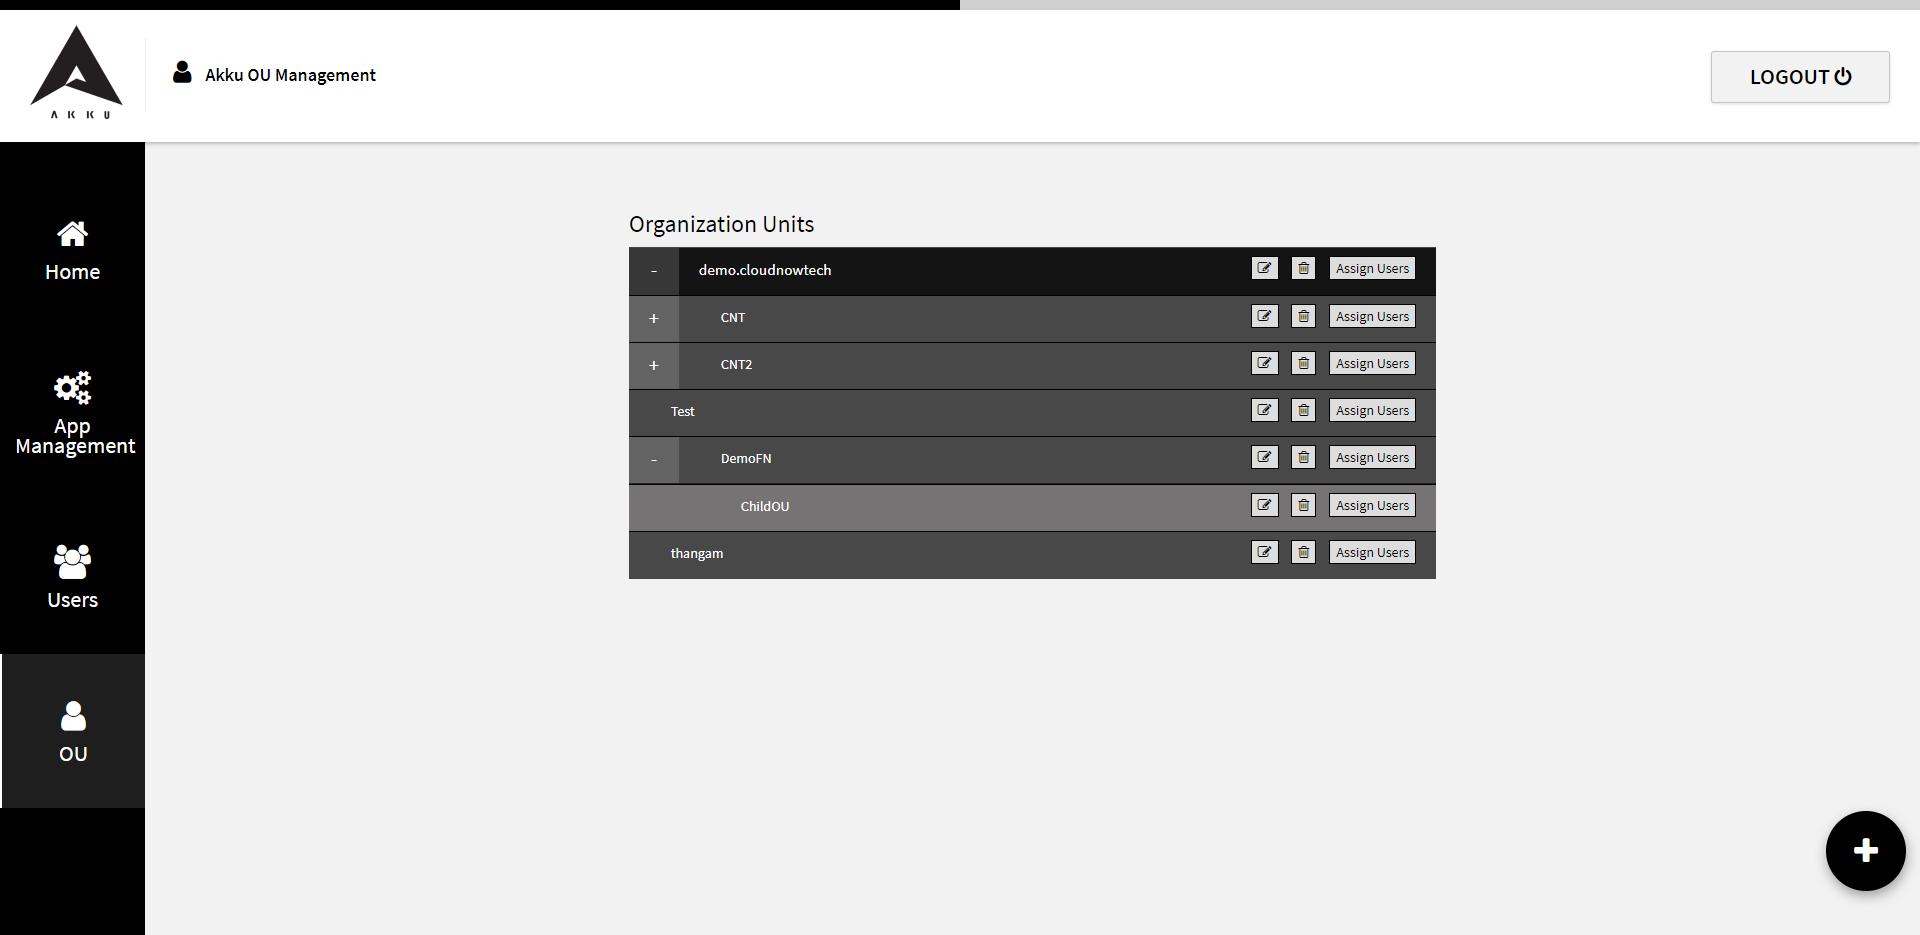 AKKU
Akku OU Management
LOGOUT
Home
App
Management
Users
OU
Organization Units
- demo.cloudnowtech Assign Users
+ CNT Assign Users
+ CNT2 Assign Users
Test Assign Users
- DemoFN Assign Users
ChildOU Assign Users
thangam Assign Users